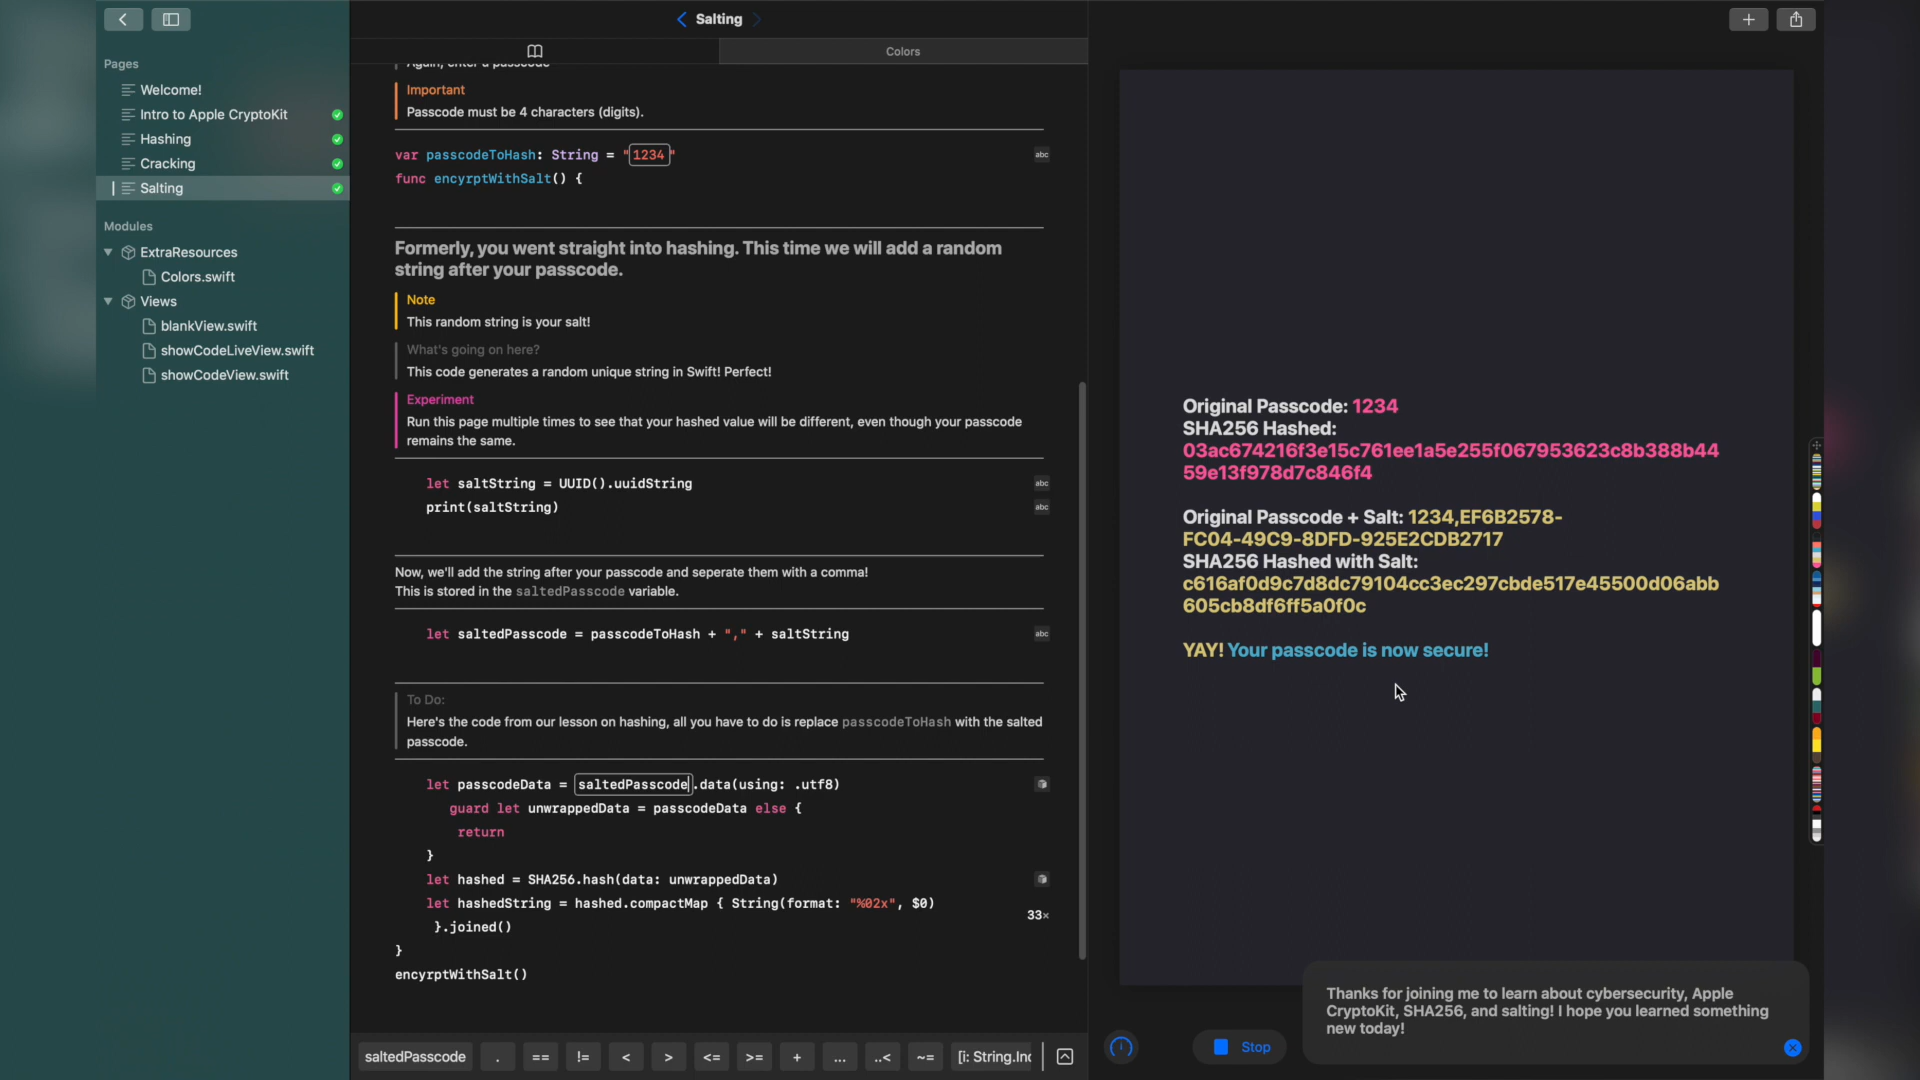 Salting
Colors
Pages
Welcome!
Intro to Apple CryptoKit
Hashing
Cracking
Salting
Modules
ExtraResources
Colors.swift
Views
blankView.swift
showCodeLiveView.swift
showCodeView.swift
Again, enter a passcode
Important
Passcode must be 4 characters (digits).
var passcodeToHash: String = "1234"
abc
func encyrptWithSalt() {
Formerly, you went straight into hashing. This time we will add a random
string after your passcode.
Note
This random string is your salt!
What's going on here?
This code generates a random unique string in Swift! Perfect!
Experiment
Run this page multiple times to see that your hashed value will be different, even though your passcode
remains the same.
let saltString = UUID().uuidString
abc
print(saltString)
abc
Now, we'll add the string after your passcode and seperate them with a comma!
This is stored in the saltedPasscode variable.
let saltedPasscode = passcodeToHash + "," + saltString
abc
To Do:
Here's the code from our lesson on hashing, all you have to do is replace passcodeToHash with the salted
passcode.
let passcodeData = saltedPasscode.data(using: .utf8)
guard let unwrappedData = passcodeData else {
return
}
let hashed = SHA256.hash(data: unwrappedData)
let hashedString = hashed.compactMap { String(format: "%02x", $0)
33×
}.joined()
}
encyrptWithSalt()
saltedPasscode . == != < > <= >= + ... ..< ~= [i: String.Ind
Original Passcode: 1234
SHA256 Hashed:
03ac674216f3e15c761ee1a5e255f067953623c8b388b44
59e13f978d7c846f4
Original Passcode + Salt: 1234,EF6B2578-
FC04-49C9-8DFD-925E2CDB2717
SHA256 Hashed with Salt:
c616af0d9c7d8dc79104cc3ec297cbde517e45500d06abb
605cb8df6ff5a0f0c
YAY! Your passcode is now secure!
Thanks for joining me to learn about cybersecurity, Apple
CryptoKit, SHA256, and salting! I hope you learned something
new today!
Stop